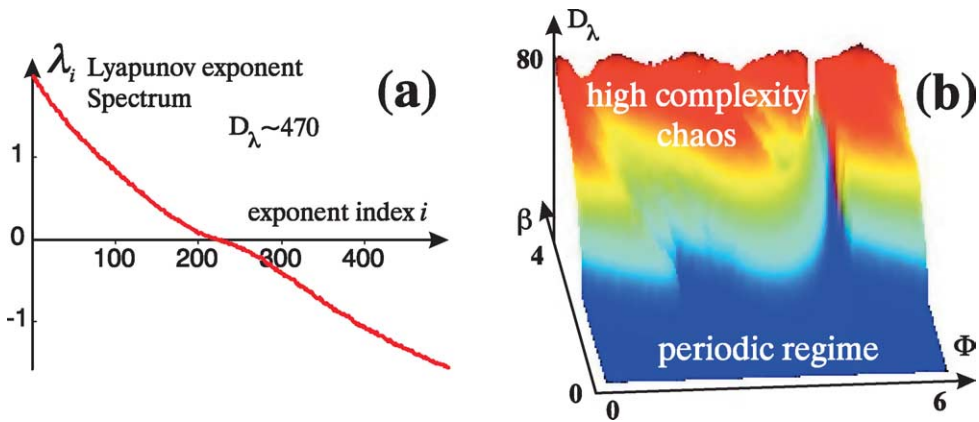 λi Lyapunov exponent
Spectrum
(a)
Dλ~470
1
exponent index i
0
100 200 300 400
-1
Dλ
80
(b)
high complexity
chaos
β
4
periodic regime
Φ
0
0
6